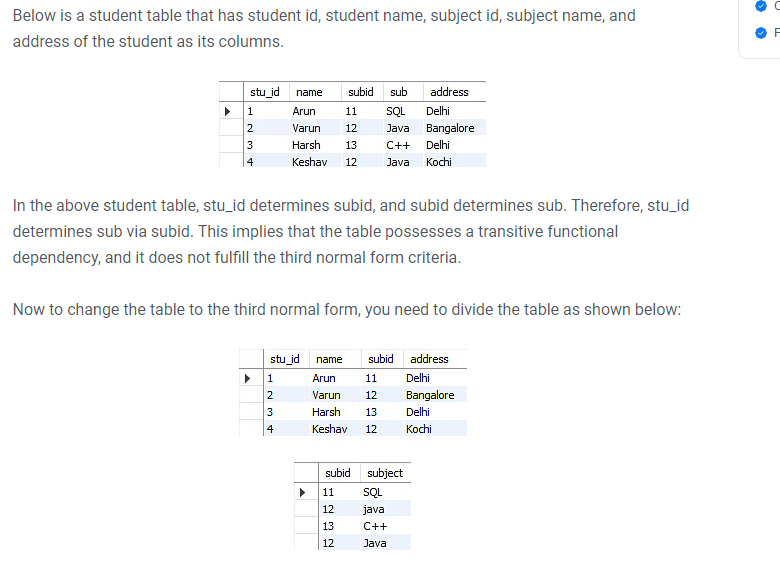 Below is a student table that has student id, student name, subject id, subject name, and
address of the student as its columns.
stu_id name subid sub address
1 Arun 11 SQL Delhi
2 Varun 12 Java Bangalore
3 Harsh 13 C++ Delhi
4 Keshav 12 Java Kochi
In the above student table, stu_id determines subid, and subid determines sub. Therefore, stu_id
determines sub via subid. This implies that the table possesses a transitive functional
dependency, and it does not fulfill the third normal form criteria.
Now to change the table to the third normal form, you need to divide the table as shown below:
stu_id name subid address
1 Arun 11 Delhi
2 Varun 12 Bangalore
3 Harsh 13 Delhi
4 Keshav 12 Kochi
subid subject
11 SQL
12 java
13 C++
12 Java